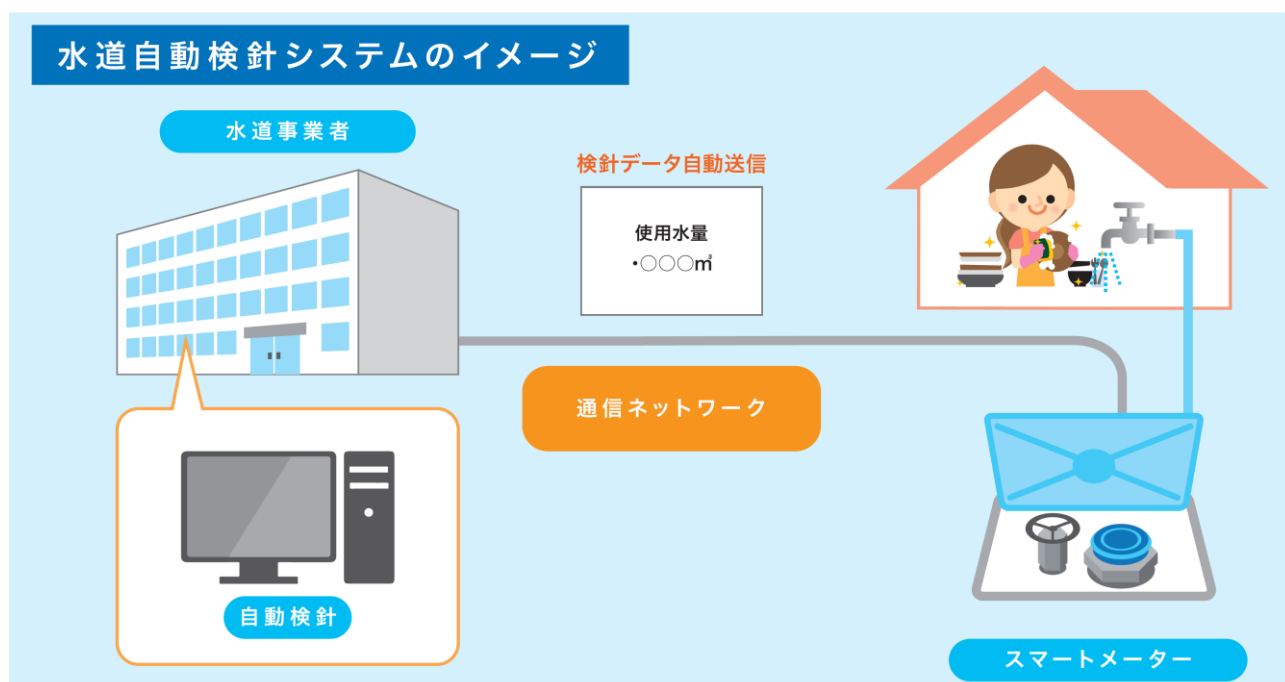 水道自動検針システムのイメージ
水道事業者
検針データ自動送信
使用水量
・○○○㎥
通信ネットワーク
自動検針
スマートメーター